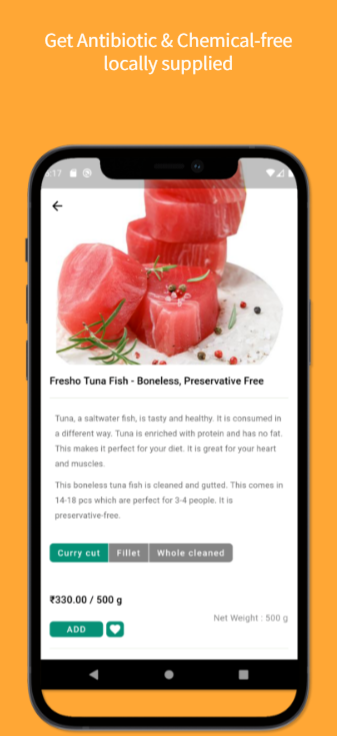 Get Antibiotic & Chemical-free
locally supplied
Fresho Tuna Fish - Boneless, Preservative Free
Tuna, a saltwater fish, is tasty and healthy. It is consumed in
a different way. Tuna is enriched with protein and has no fat.
This makes it perfect for your diet. It is great for your heart
and muscles.
This boneless tuna fish is cleaned and gutted. This comes in
14-18 pcs which are perfect for 3-4 people. It is
preservative-free.
Curry cut Fillet Whole cleaned
₹330.00 / 500 g
Net Weight : 500 g
ADD